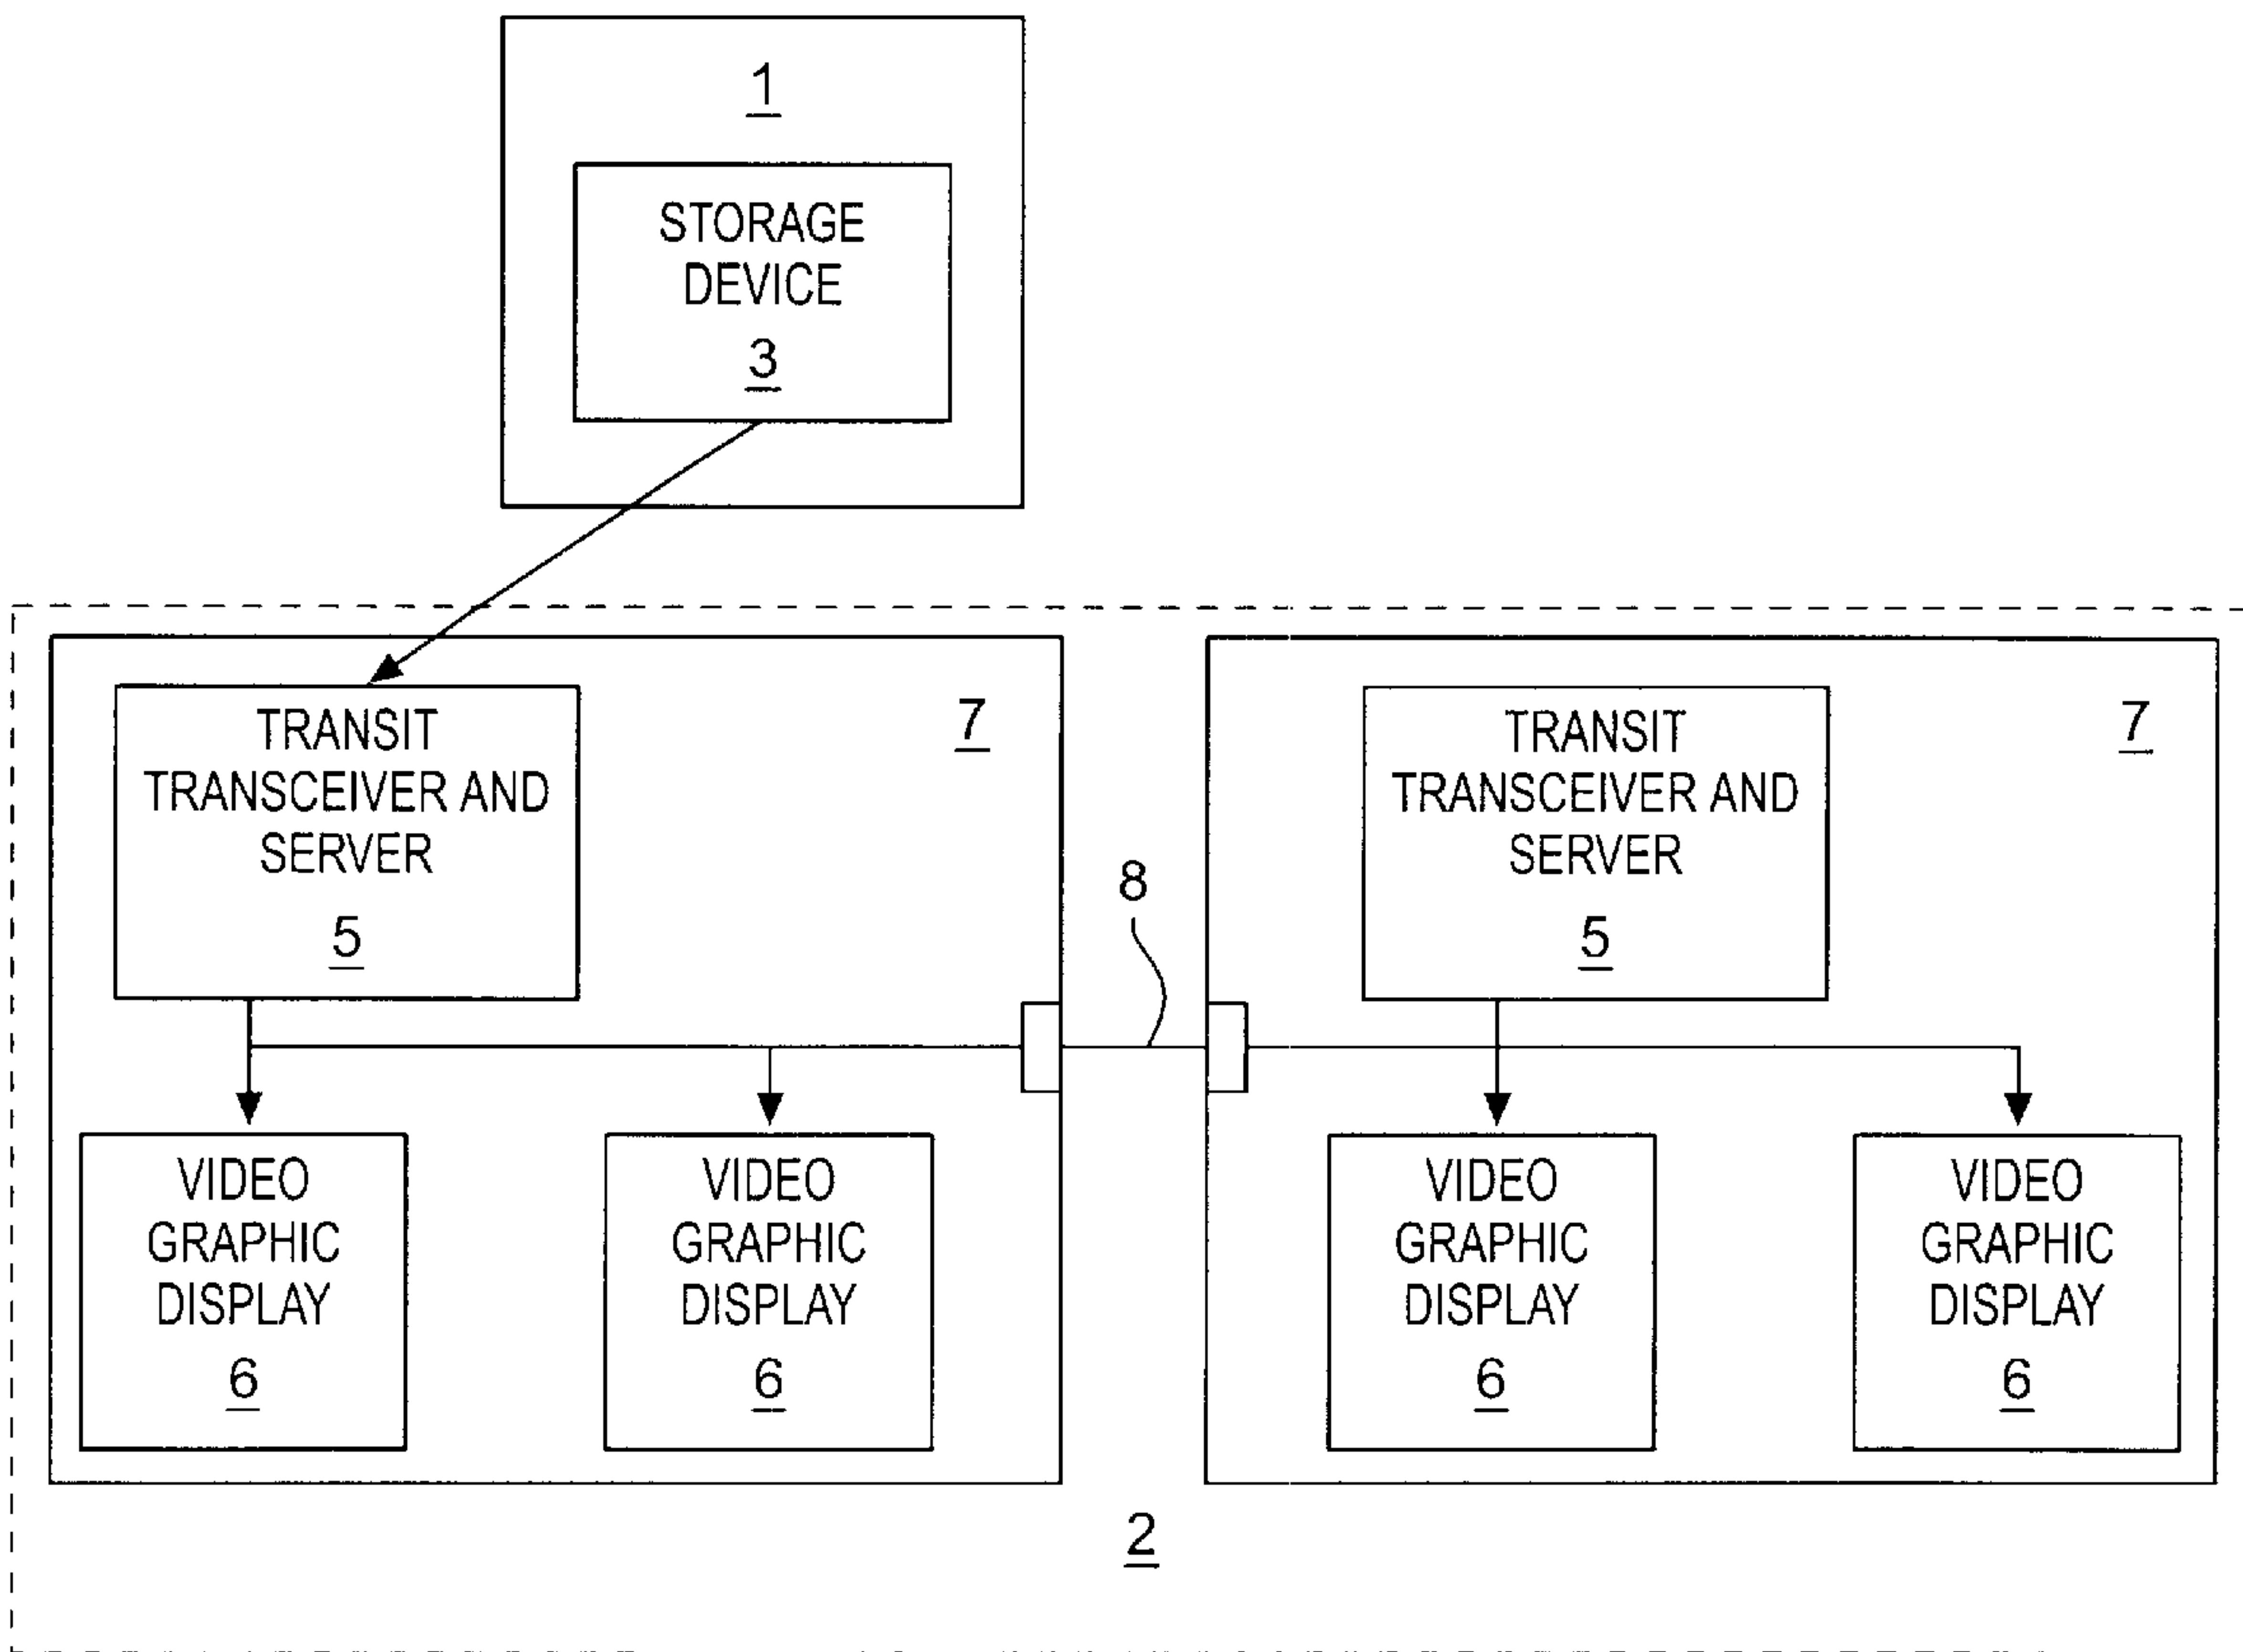 1
STORAGE
DEVICE
3
TRANSIT
TRANSCEIVER AND
SERVER
5
7
8
TRANSIT
TRANSCEIVER AND
SERVER
5
7
VIDEO
GRAPHIC
DISPLAY
6
VIDEO
GRAPHIC
DISPLAY
6
VIDEO
GRAPHIC
DISPLAY
6
VIDEO
GRAPHIC
DISPLAY
6
2